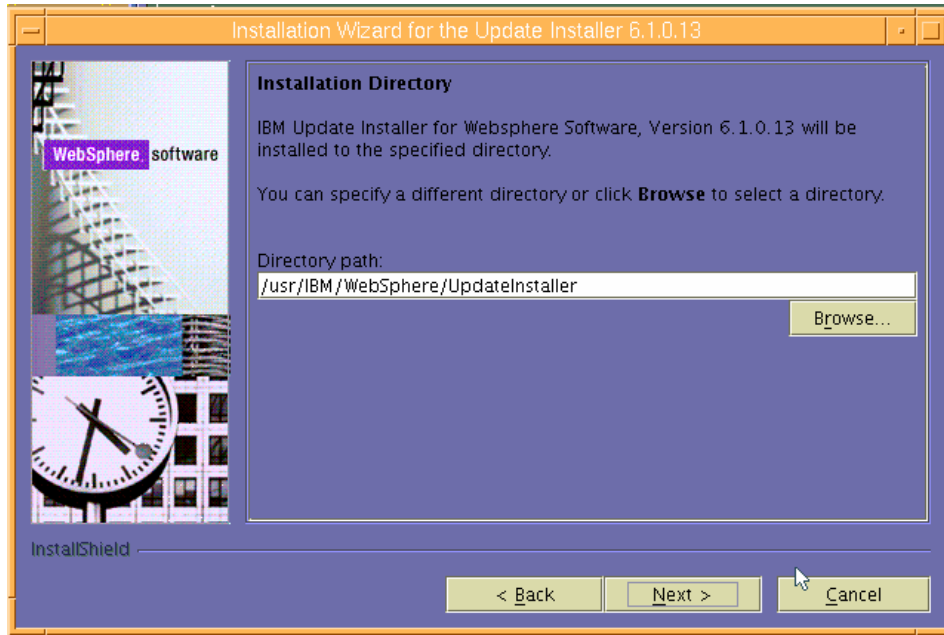 Installation Wizard for the Update Installer 6.1.0.13
WebSphere. software
Installation Directory
IBM Update Installer for Websphere Software, Version 6.1.0.13 will be
installed to the specified directory.
You can specify a different directory or click Browse to select a directory.
Directory path:
/usr/IBM/WebSphere/UpdateInstaller
Browse...
InstallShield
< Back
Next >
Cancel